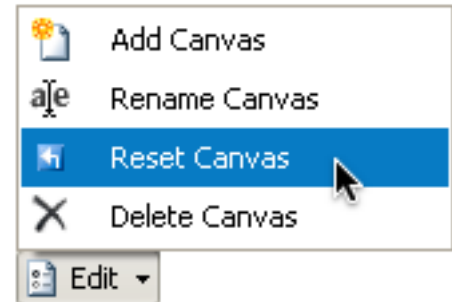 Add Canvas
a e Rename Canvas
Reset Canvas
Delete Canvas
Edit